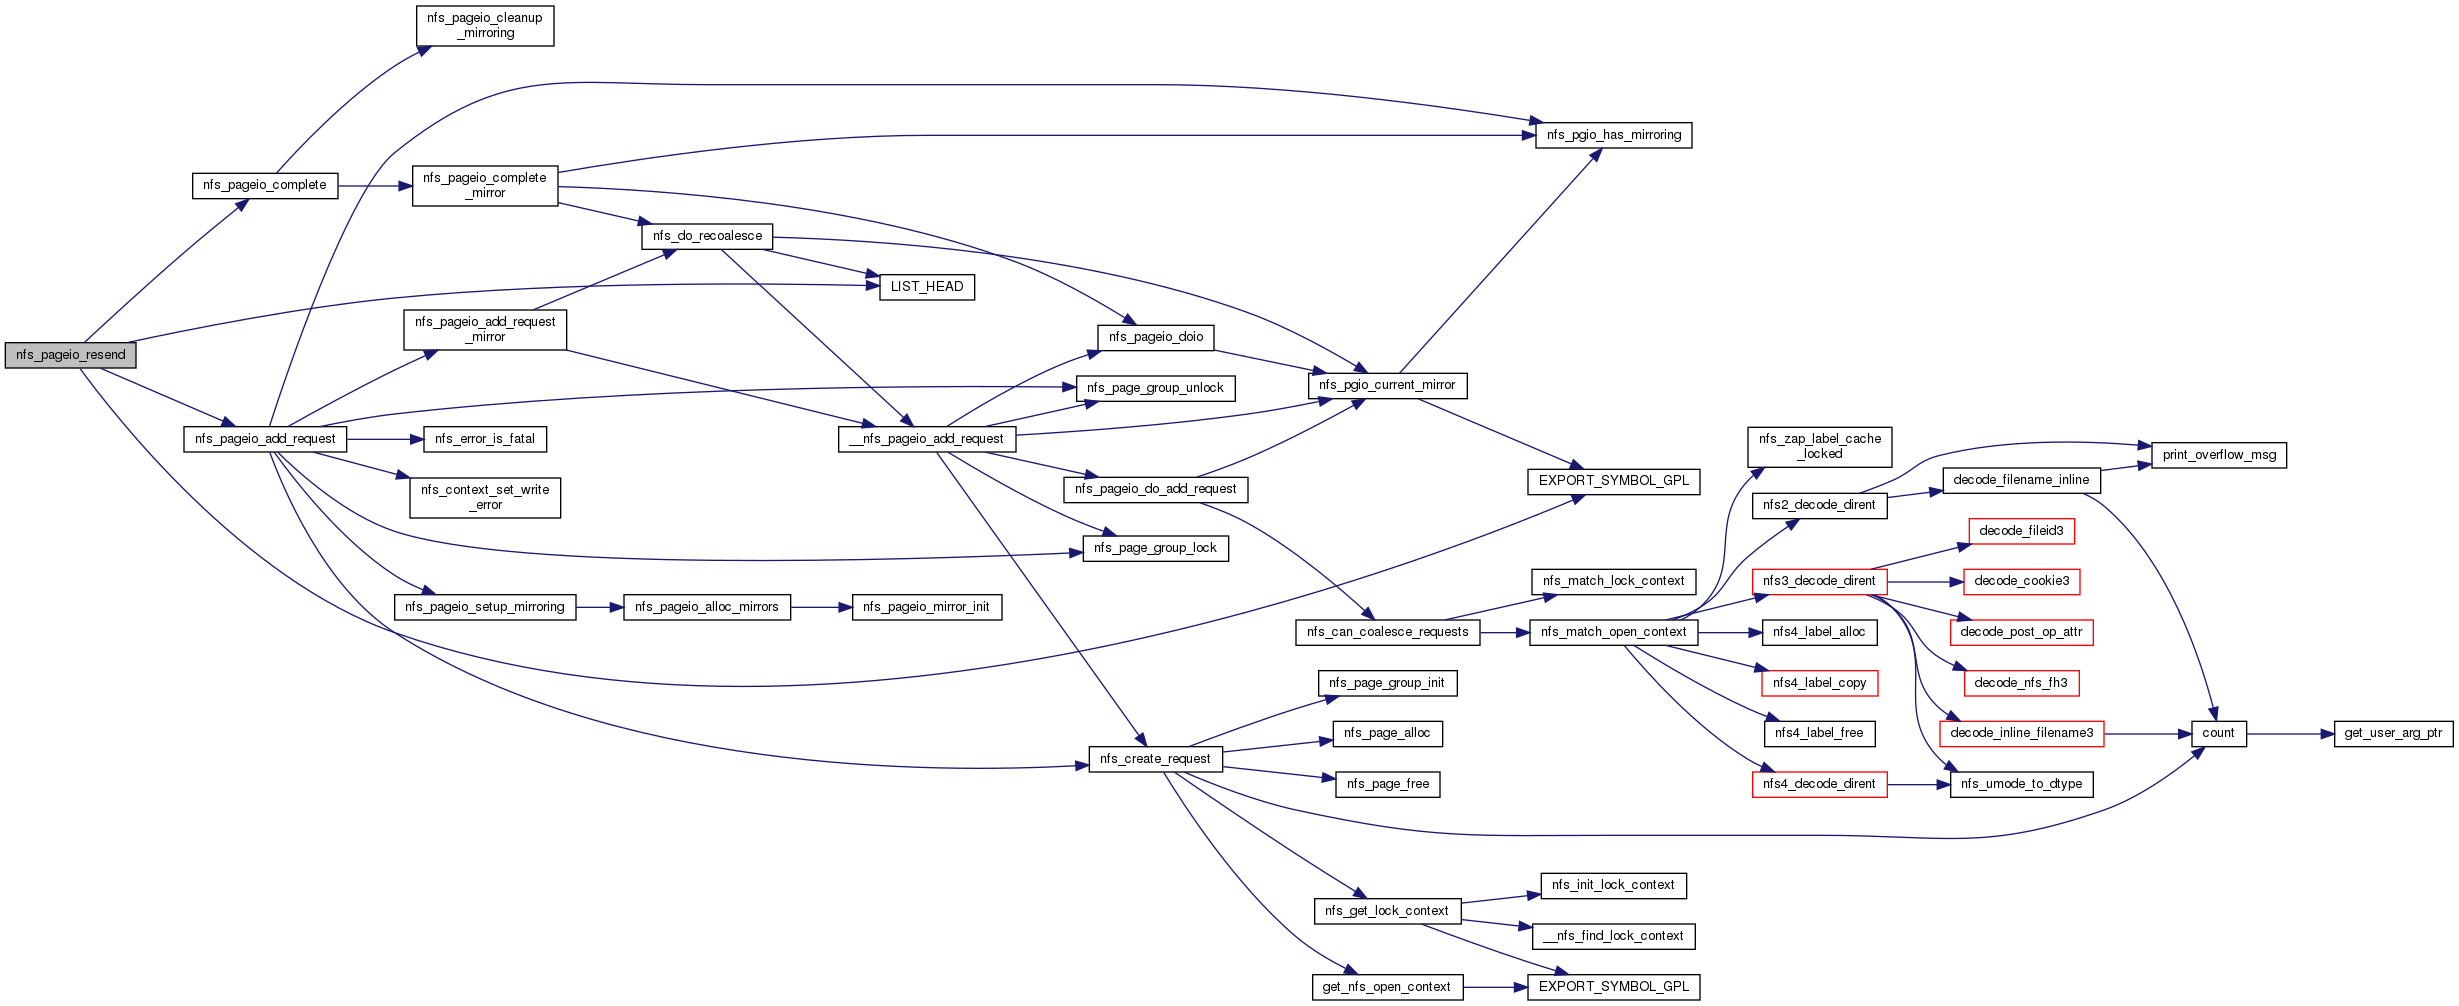 nfs_pageio_cleanup
_mirroring
nfs_pgio_has_mirroring
nfs_pageio_complete
nfs_pageio_complete
_mirror
nfs_do_recoalesce
LIST_HEAD
nfs_pageio_resend
nfs_pageio_add_request
_mirror
nfs_pageio_doio
nfs_page_group_unlock
nfs_pgio_current_mirror
nfs_pageio_add_request
nfs_error_is_fatal
nfs_context_set_write
_error
__nfs_pageio_add_request
nfs_pageio_do_add_request
nfs_page_group_lock
EXPORT_SYMBOL_GPL
nfs_zap_label_cache
_locked
nfs2_decode_dirent
decode_filename_inline
print_overflow_msg
decode_fileid3
nfs_match_lock_context
nfs3_decode_dirent
decode_cookie3
nfs_pageio_setup_mirroring
nfs_pageio_alloc_mirrors
nfs_pageio_mirror_init
nfs_can_coalesce_requests
nfs_match_open_context
nfs4_label_alloc
decode_post_op_attr
nfs_page_group_init
nfs4_label_copy
decode_nfs_fh3
nfs_page_alloc
nfs4_label_free
decode_inline_filename3
count
get_user_arg_ptr
nfs_create_request
nfs_page_free
nfs4_decode_dirent
nfs_umode_to_dtype
nfs_get_lock_context
nfs_init_lock_context
__nfs_find_lock_context
get_nfs_open_context
EXPORT_SYMBOL_GPL